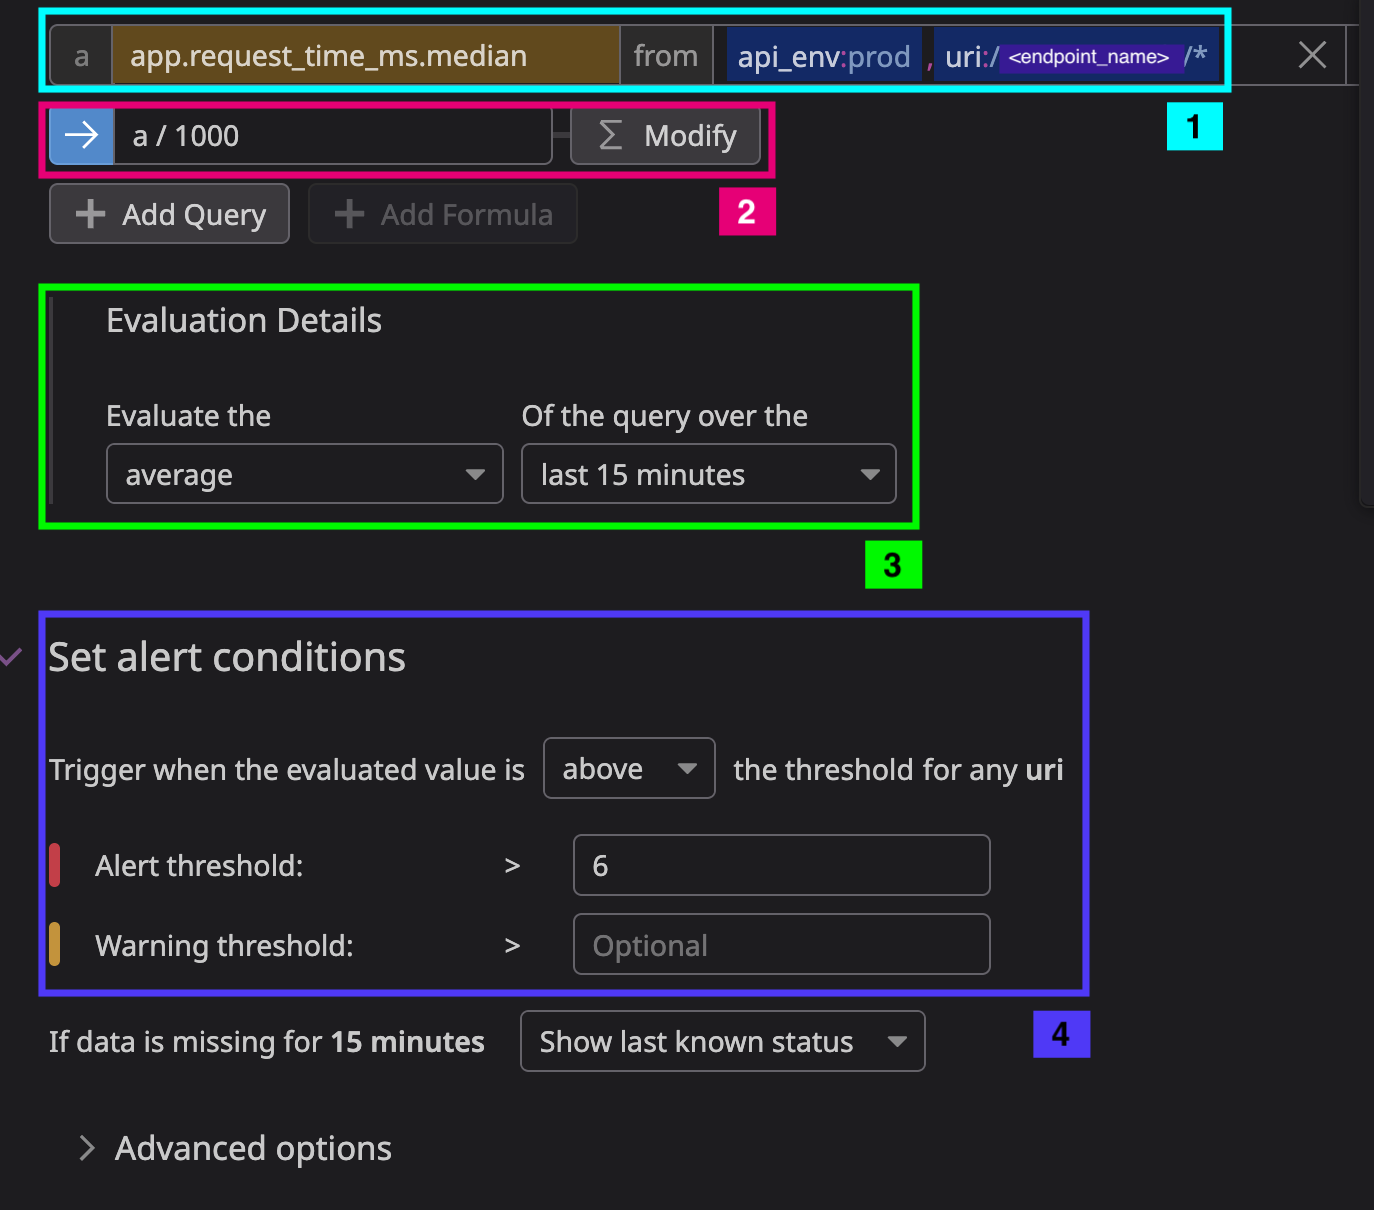 a app.request_time_ms.median from api_env:prod , uri:/ <endpoint_name> /*
1
a / 1000 Σ Modify
2
+ Add Query + Add Formula
Evaluation Details
Evaluate the Of the query over the
average last 15 minutes
3
Set alert conditions
Trigger when the evaluated value is above the threshold for any uri
Alert threshold: > 6
Warning threshold: > Optional
If data is missing for 15 minutes Show last known status
4
Advanced options